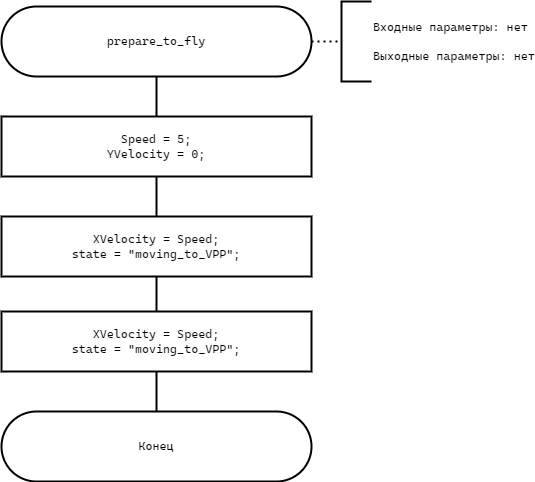 prepare_to_fly
Входные параметры: нет
Выходные параметры: нет
Speed = 5;
YVelocity = 0;
XVelocity = Speed;
state = "moving_to_VPP";
XVelocity = Speed;
state = "moving_to_VPP";
Конец